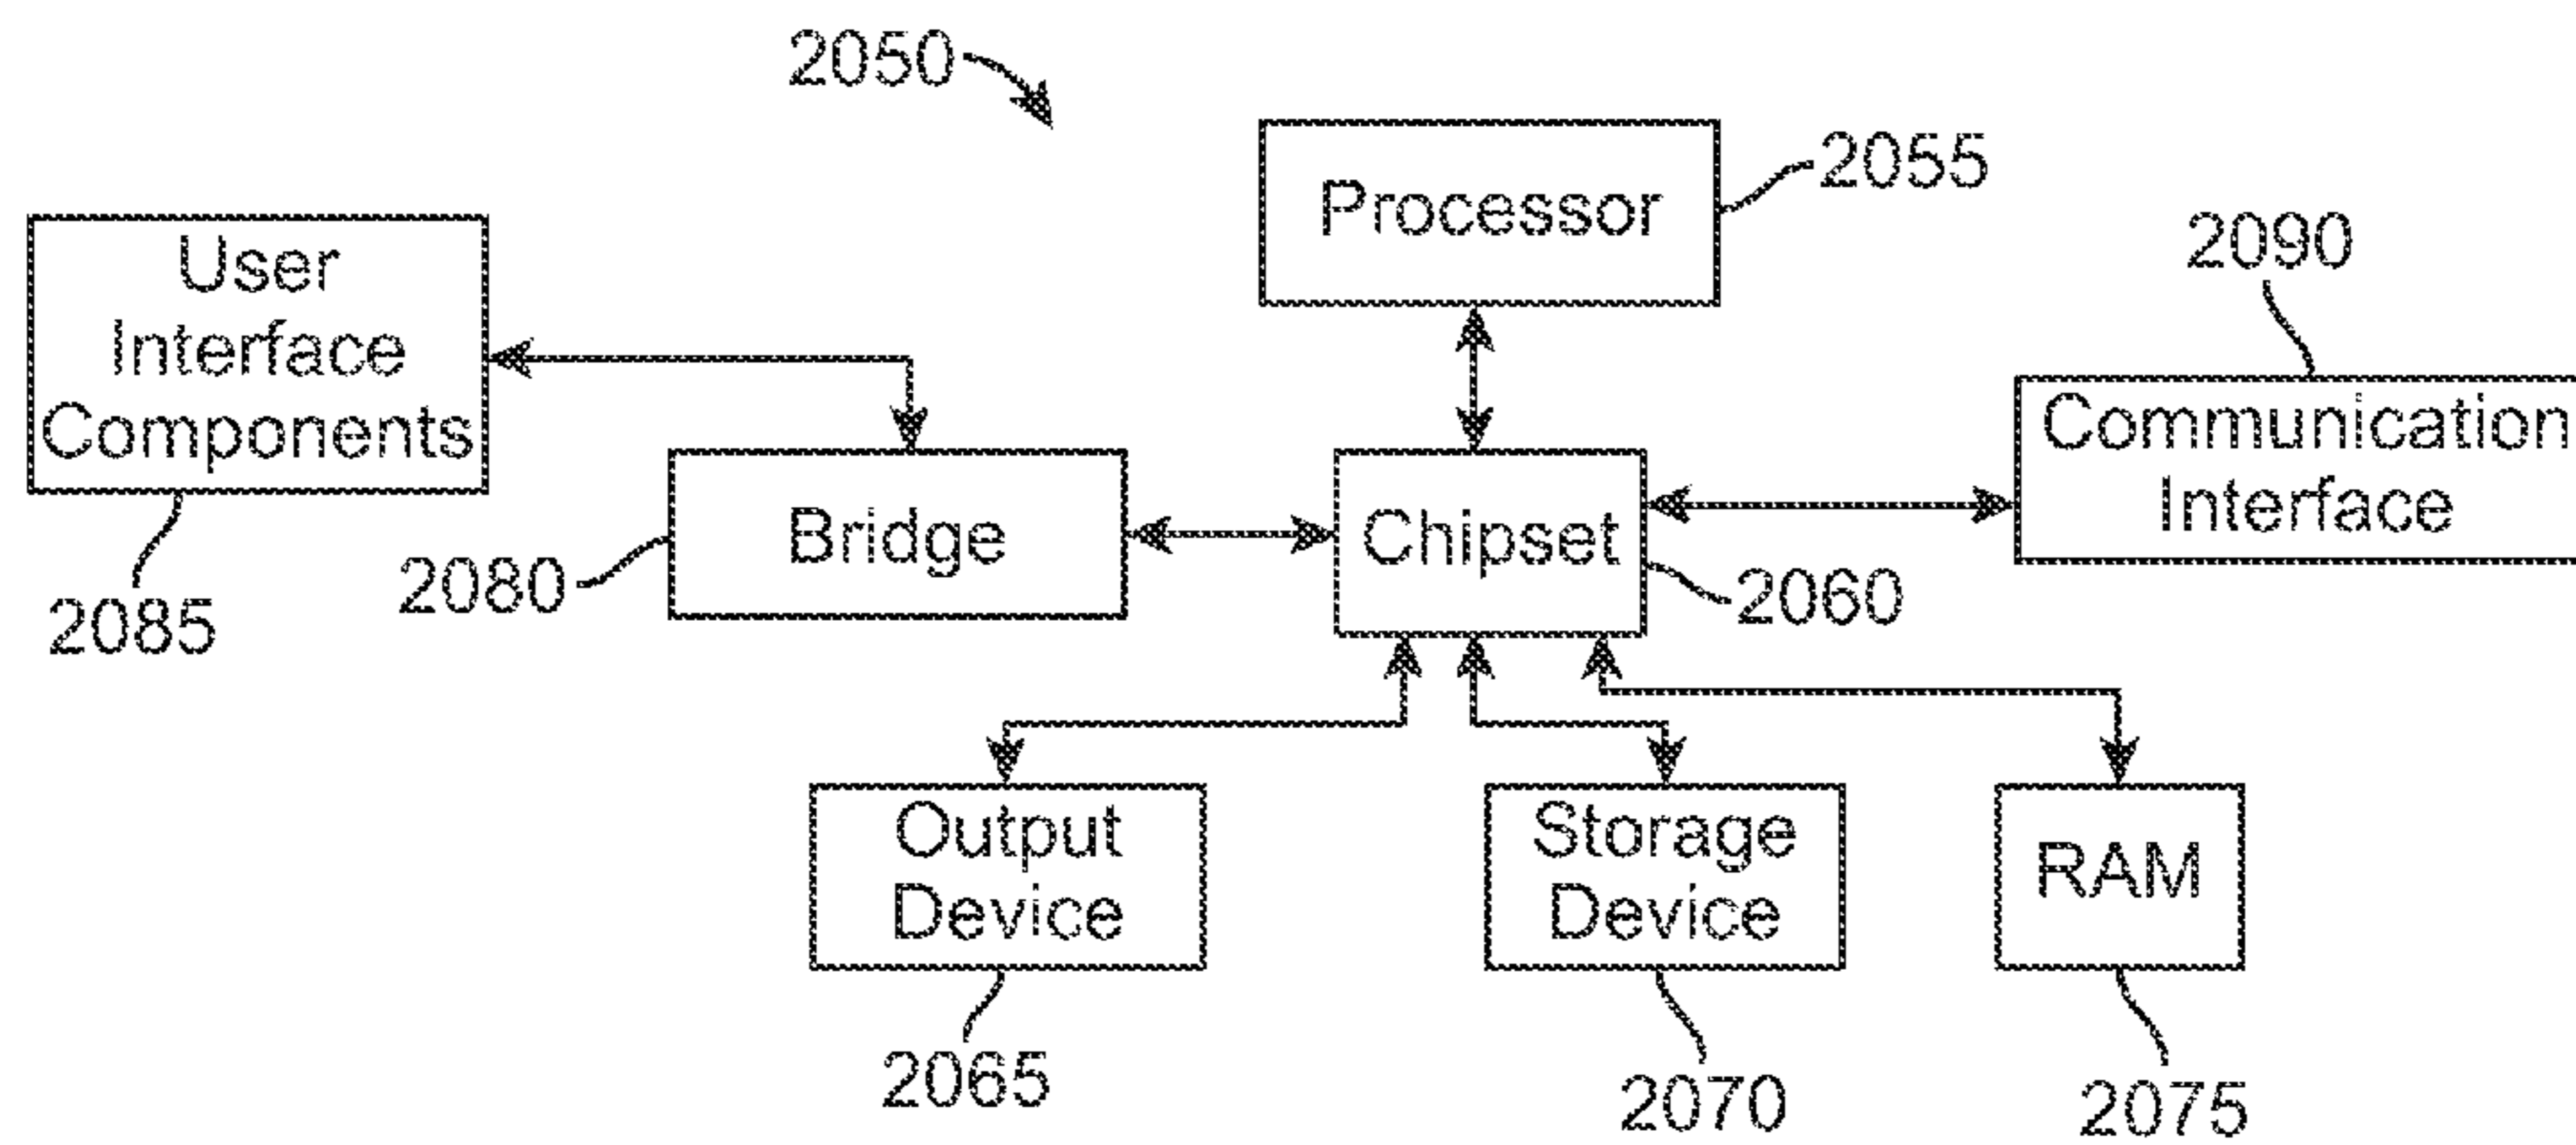 2050
Processor
2055
User
Interface
Components
2085
2090
Communication
Interface
Bridge
2080
Chipset
2060
Output
Device
2065
Storage
Device
2070
RAM
2075